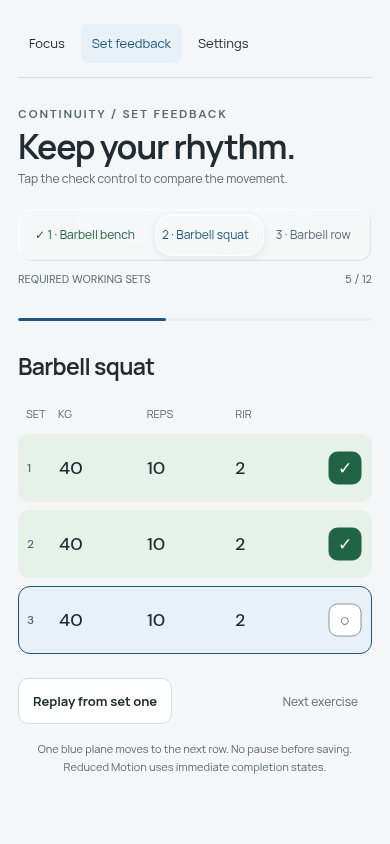 Focus Set feedback Settings
CONTINUITY / SET FEEDBACK
Keep your rhythm.
Tap the check control to compare the movement.
✓ 1 · Barbell bench 2 · Barbell squat 3 · Barbell row
REQUIRED WORKING SETS 5 / 12
Barbell squat
SET KG REPS RIR
1 40 10 2 ✓
2 40 10 2 ✓
3 40 10 2 ○
Replay from set one Next exercise
One blue plane moves to the next row. No pause before saving.
Reduced Motion uses immediate completion states.